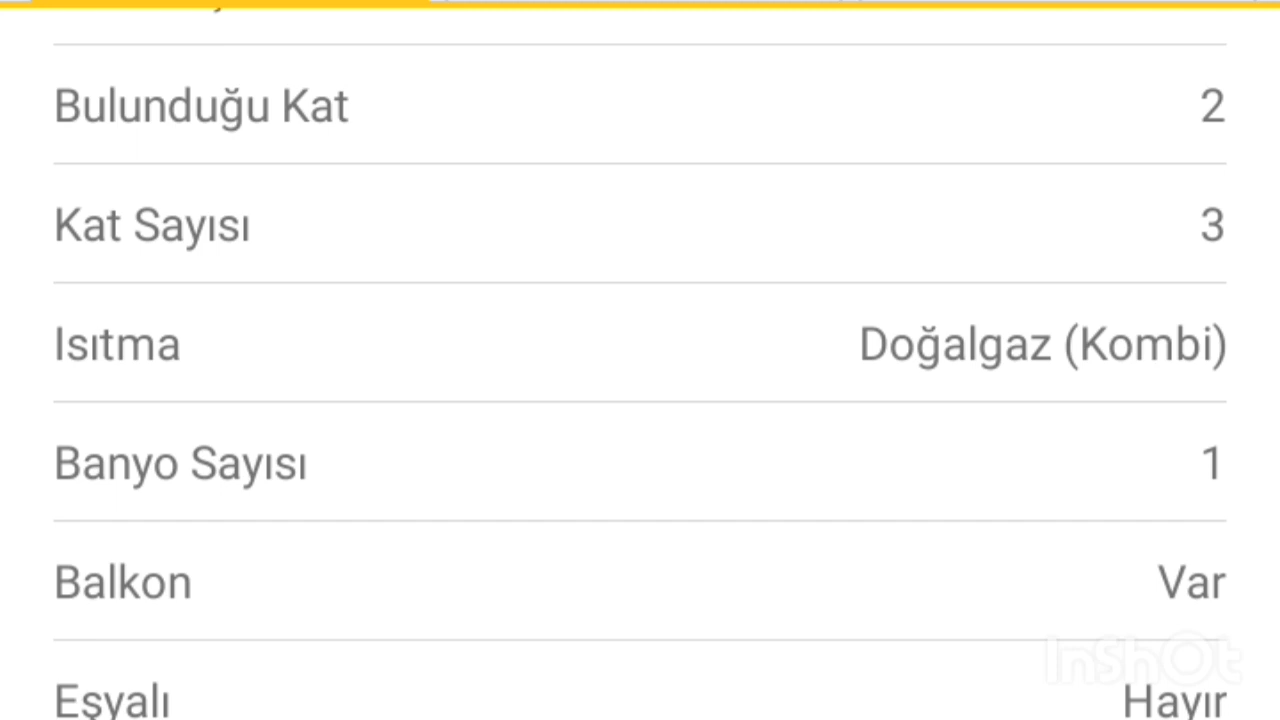 Bulunduğu Kat 2
Kat Sayısı 3
Isıtma Doğalgaz (Kombi)
Banyo Sayısı 1
Balkon Var
Eşyalı Hayır
InShOt